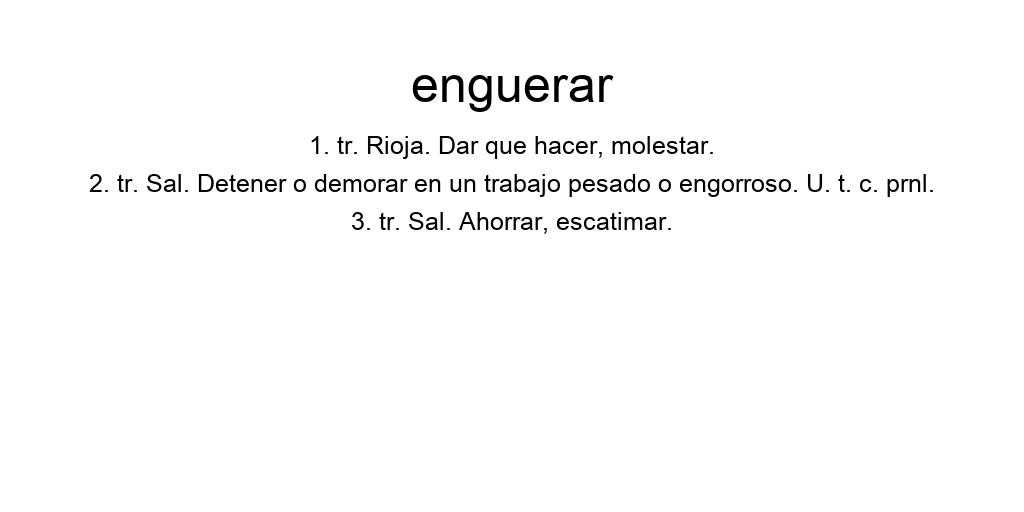 enguerar
1. tr. Rioja. Dar que hacer, molestar.
2. tr. Sal. Detener o demorar en un trabajo pesado o engorroso. U. t. c. prnl.
3. tr. Sal. Ahorrar, escatimar.